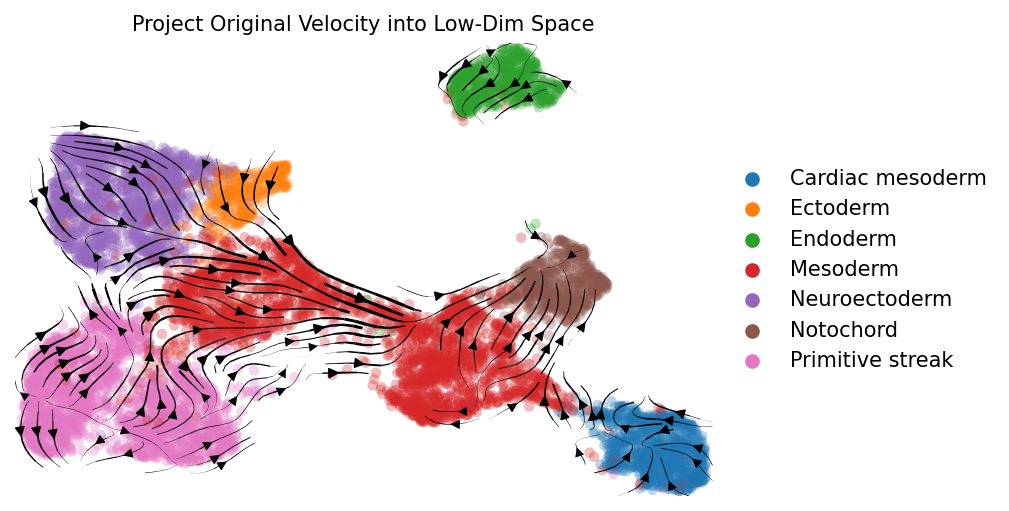 Project Original Velocity into Low-Dim Space
Cardiac mesoderm
Ectoderm
Endoderm
Mesoderm
Neuroectoderm
Notochord
Primitive streak